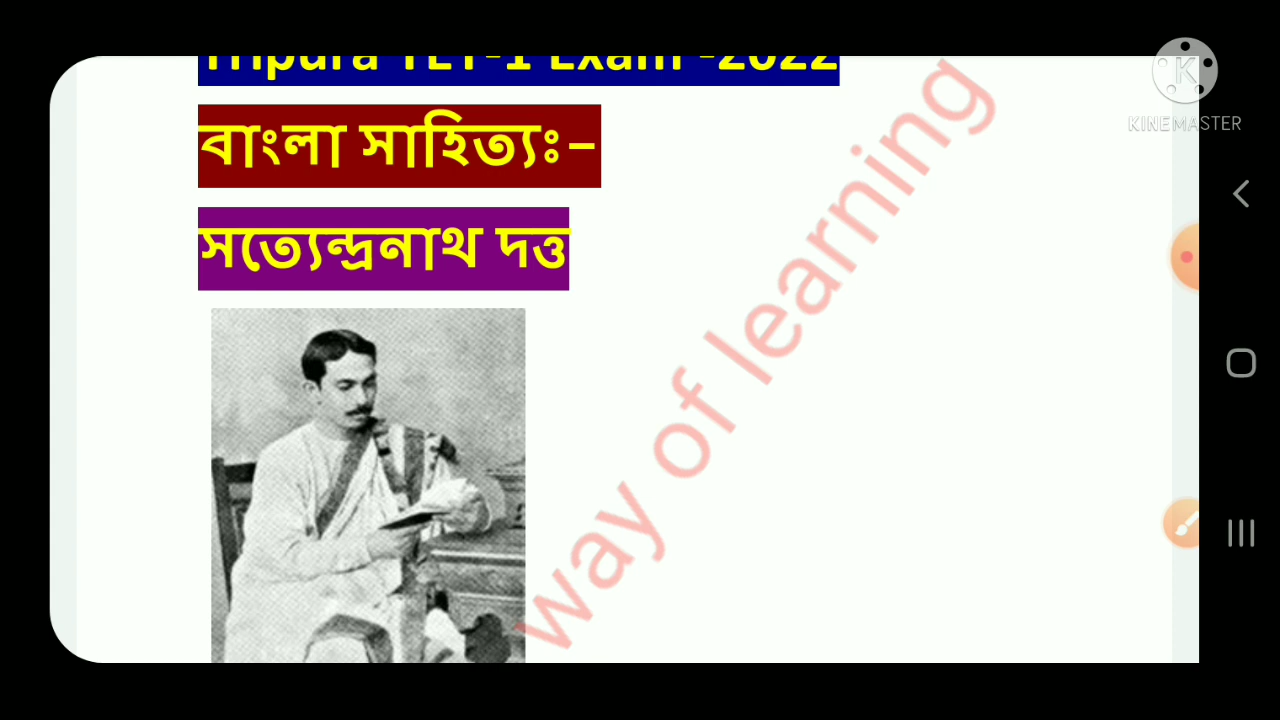 Tripura TET-1 Exam -2022
বাংলা সাহিত্যঃ–
সত্যেন্দ্রনাথ দত্ত
way of learning
K
KINEMASTER